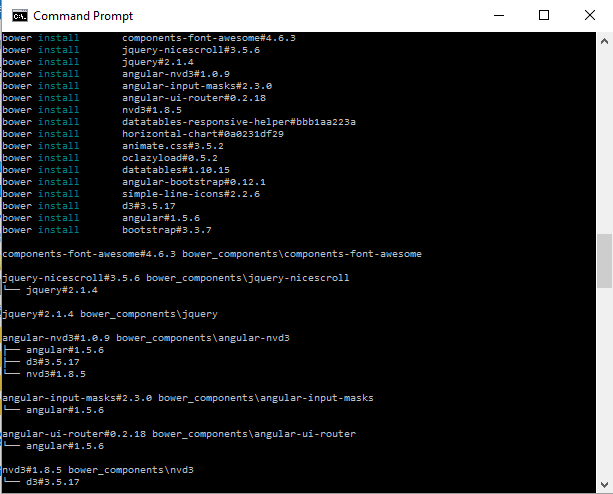 Command Prompt
bower install components-font-awesome#4.6.3
bower install jquery-nicescroll#3.5.6
bower install jquery#2.1.4
bower install angular-nvd3#1.0.9
bower install angular-input-masks#2.3.0
bower install angular-ui-router#0.2.18
bower install nvd3#1.8.5
bower install datatables-responsive-helper#bbb1aa223a
bower install horizontal-chart#0a0231df29
bower install animate.css#3.5.2
bower install oclazyload#0.5.2
bower install datatables#1.10.15
bower install angular-bootstrap#0.12.1
bower install simple-line-icons#2.2.6
bower install d3#3.5.17
bower install angular#1.5.6
bower install bootstrap#3.3.7
components-font-awesome#4.6.3 bower_components\components-font-awesome
jquery-nicescroll#3.5.6 bower_components\jquery-nicescroll
└── jquery#2.1.4
jquery#2.1.4 bower_components\jquery
angular-nvd3#1.0.9 bower_components\angular-nvd3
├── angular#1.5.6
├── d3#3.5.17
└── nvd3#1.8.5
angular-input-masks#2.3.0 bower_components\angular-input-masks
└── angular#1.5.6
angular-ui-router#0.2.18 bower_components\angular-ui-router
└── angular#1.5.6
nvd3#1.8.5 bower_components\nvd3
└── d3#3.5.17